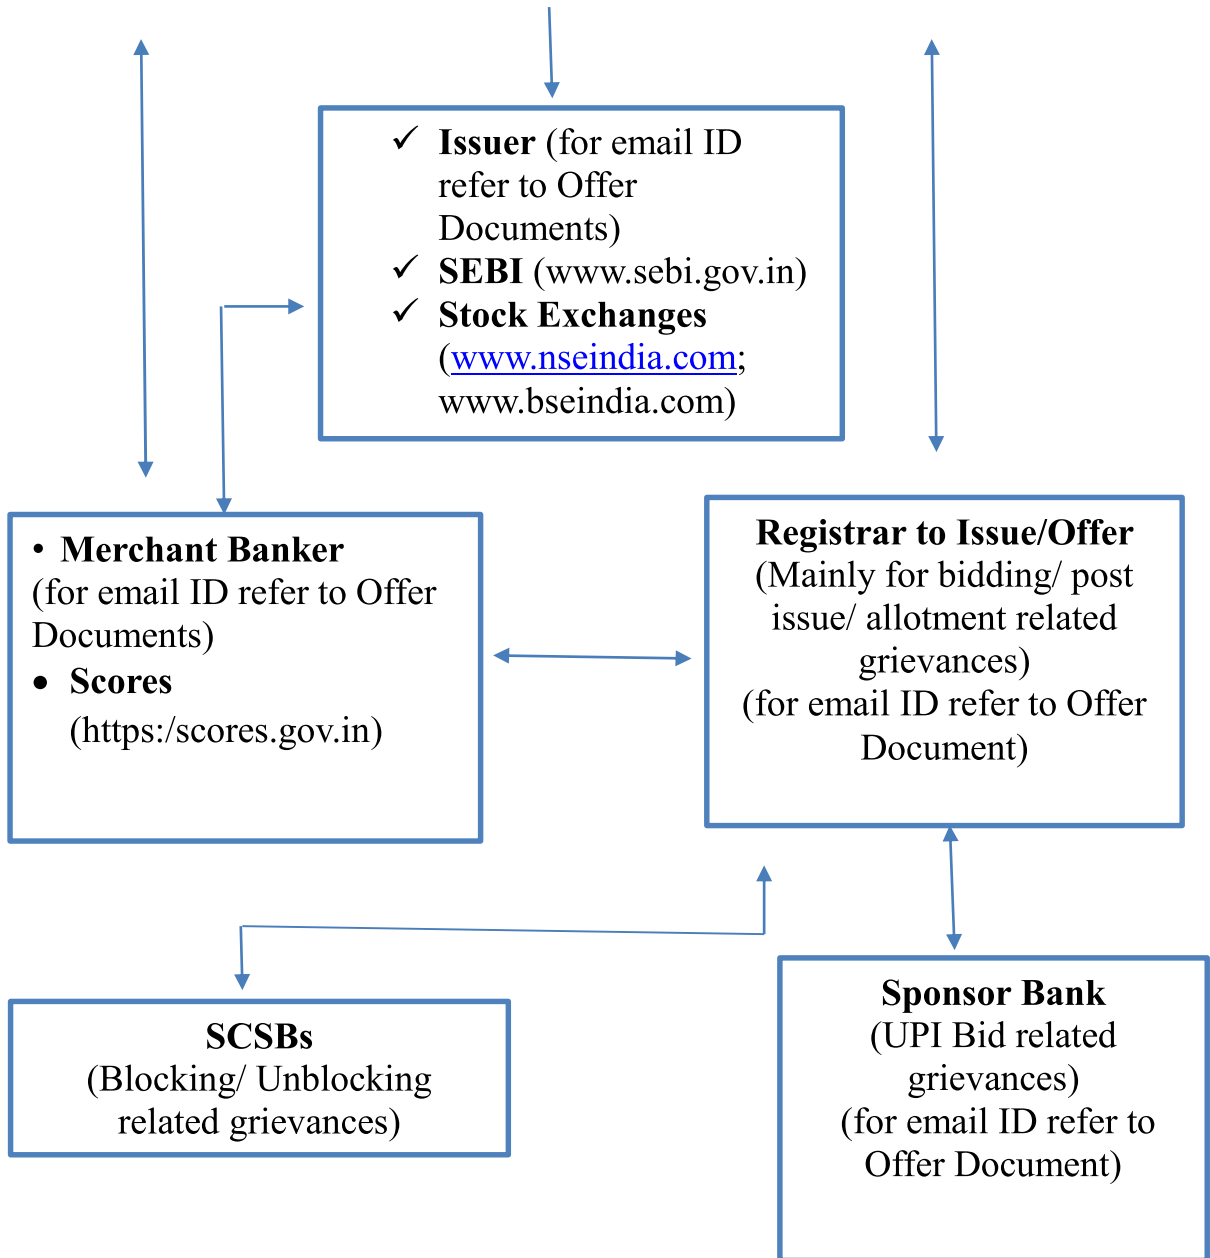 ✓ Issuer (for email ID
refer to Offer
Documents)
✓ SEBI (www.sebi.gov.in)
✓ Stock Exchanges
(www.nseindia.com;
www.bseindia.com)
• Merchant Banker
(for email ID refer to Offer
Documents)
• Scores
(https:/scores.gov.in)
Registrar to Issue/Offer
(Mainly for bidding/ post
issue/ allotment related
grievances)
(for email ID refer to Offer
Document)
SCSBs
(Blocking/ Unblocking
related grievances)
Sponsor Bank
(UPI Bid related
grievances)
(for email ID refer to
Offer Document)